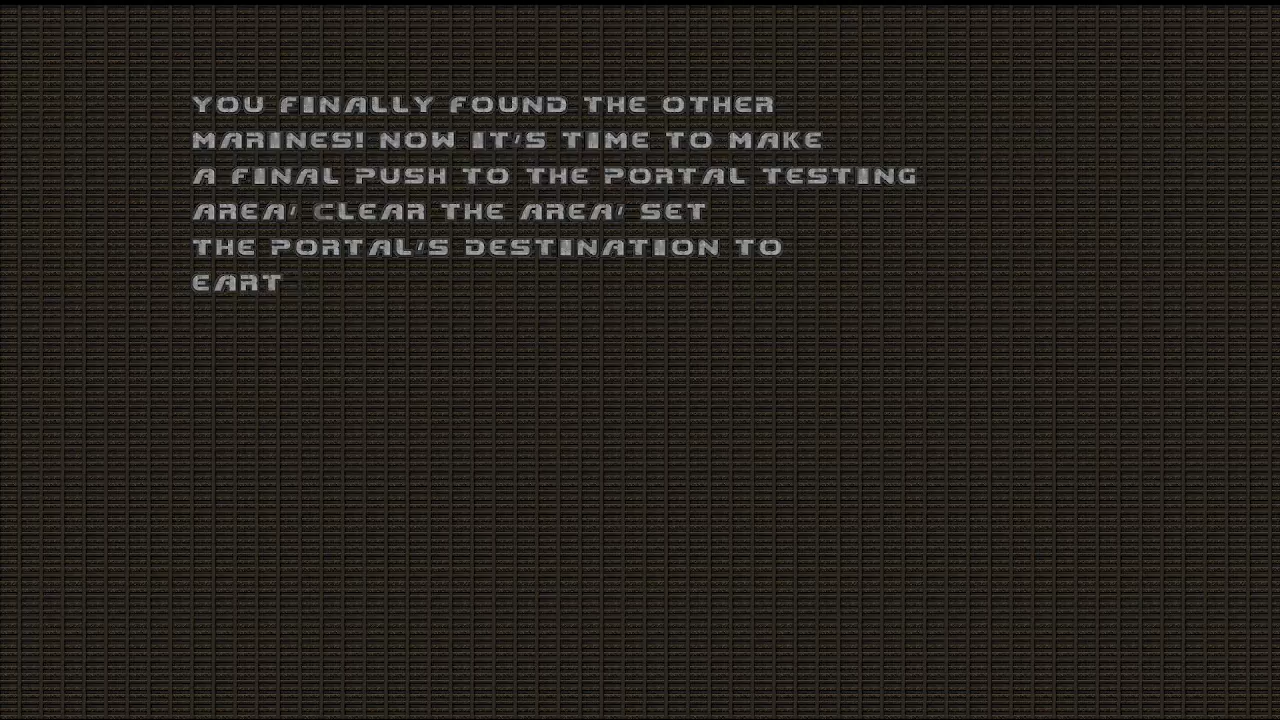 YOU FINALLY FOUND THE OTHER
MARINES! NOW IT'S TIME TO MAKE
A FINAL PUSH TO THE PORTAL TESTING
AREA, CLEAR THE AREA, SET
THE PORTAL'S DESTINATION TO
EART